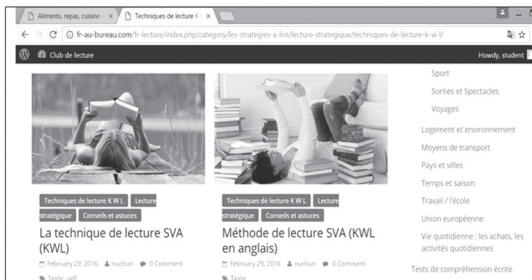 Aliments, repas, cuisine –
Techniques de lecture K
fr-au-bureau.com/fr-lecture/index.php/category/les-strategies-a-lire/lecture-strategique/techniques-de-lecture-k-w-l/
Club de lecture
Howdy, student
Techniques de lecture K W L
Lecture
stratégique
Conseils et astuces
La technique de lecture SVA
(KWL)
February 29, 2016
nuchun
0 Comment
Texte, pdf
Techniques de lecture K W L
Lecture
stratégique
Conseils et astuces
Méthode de lecture SVA (KWL
en anglais)
February 29, 2016
nuchun
0 Comment
Texte
Sport
Sorties et Spectacles
Voyages
Logement et environnement
Moyens de transport
Pays et villes
Temps et saison
Travail / l'école
Union européenne
Vie quotidienne : les achats, les
activités quotidiennes
Tests de compréhension écrite